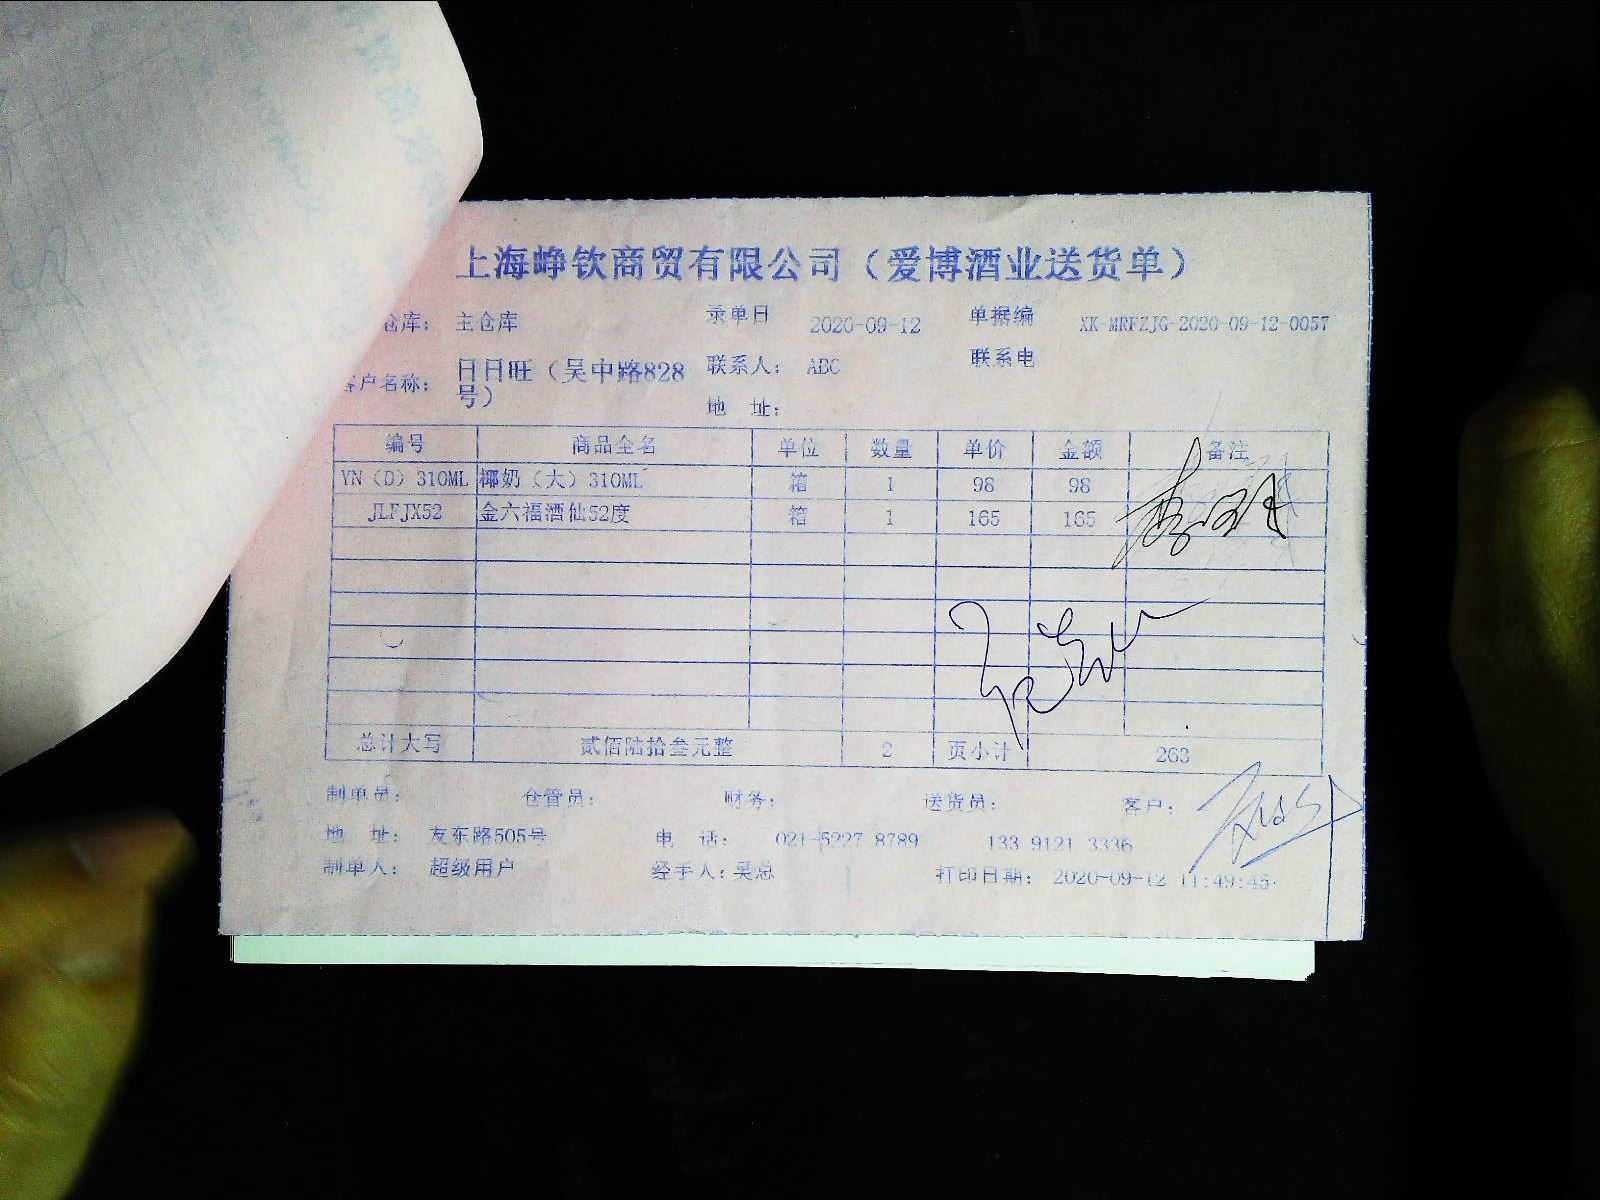 上海峥钦商贸有限公司（爱博酒业送货单）
仓库： 主仓库 录单日 2020-09-12 单据编 XK-MRFZJG-2020-09-12-0057
客户名称： 日日旺（吴中路828号） 联系人： ABC 联系电
地 址：
编号 商品全名 单位 数量 单价 金额 备注
YN（D）310ML 椰奶（大）310ML 箱 1 98 98
JLFJX52 金六福酒仙52度 箱 1 165 165
总计大写 贰佰陆拾叁元整 2 页小计 263
制单员： 仓管员： 财务： 送货员： 客户：
地 址： 友东路505号 电 话： 021-5227 8789 133 9121 3336
制单人： 超级用户 经手人：吴总 打印日期： 2020-09-12 11:49:45